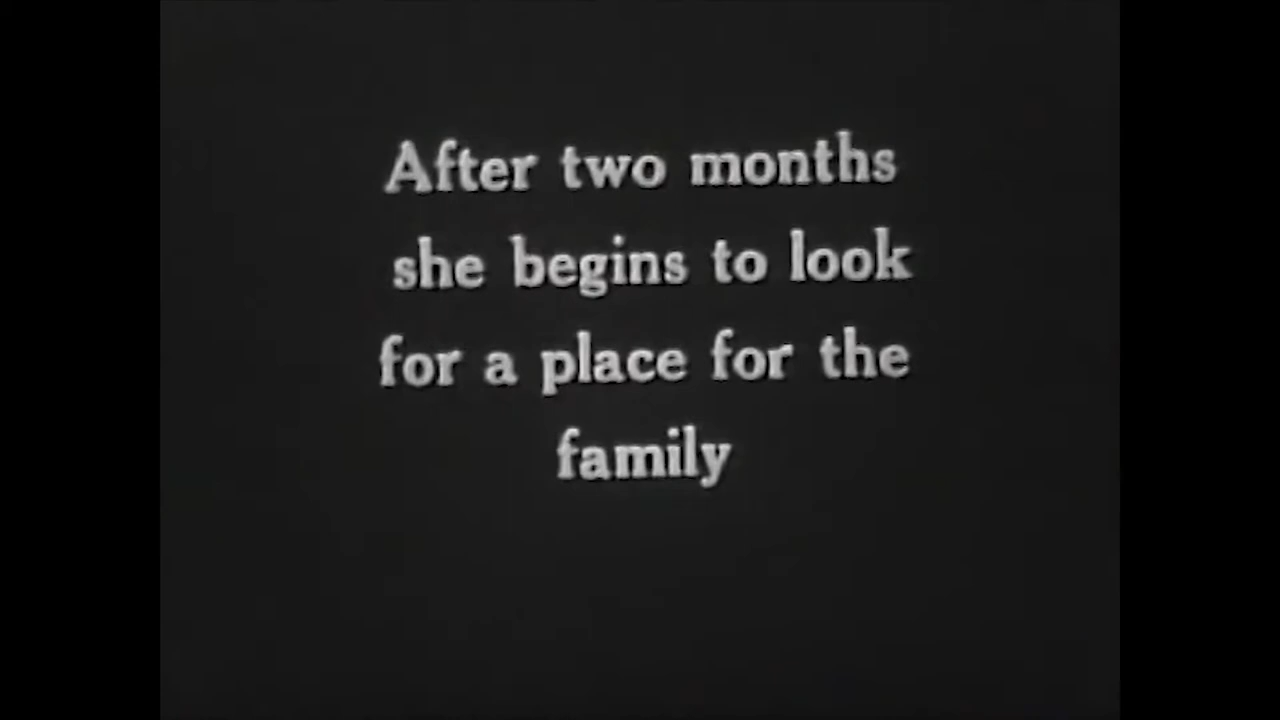 After two months
she begins to look
for a place for the
family